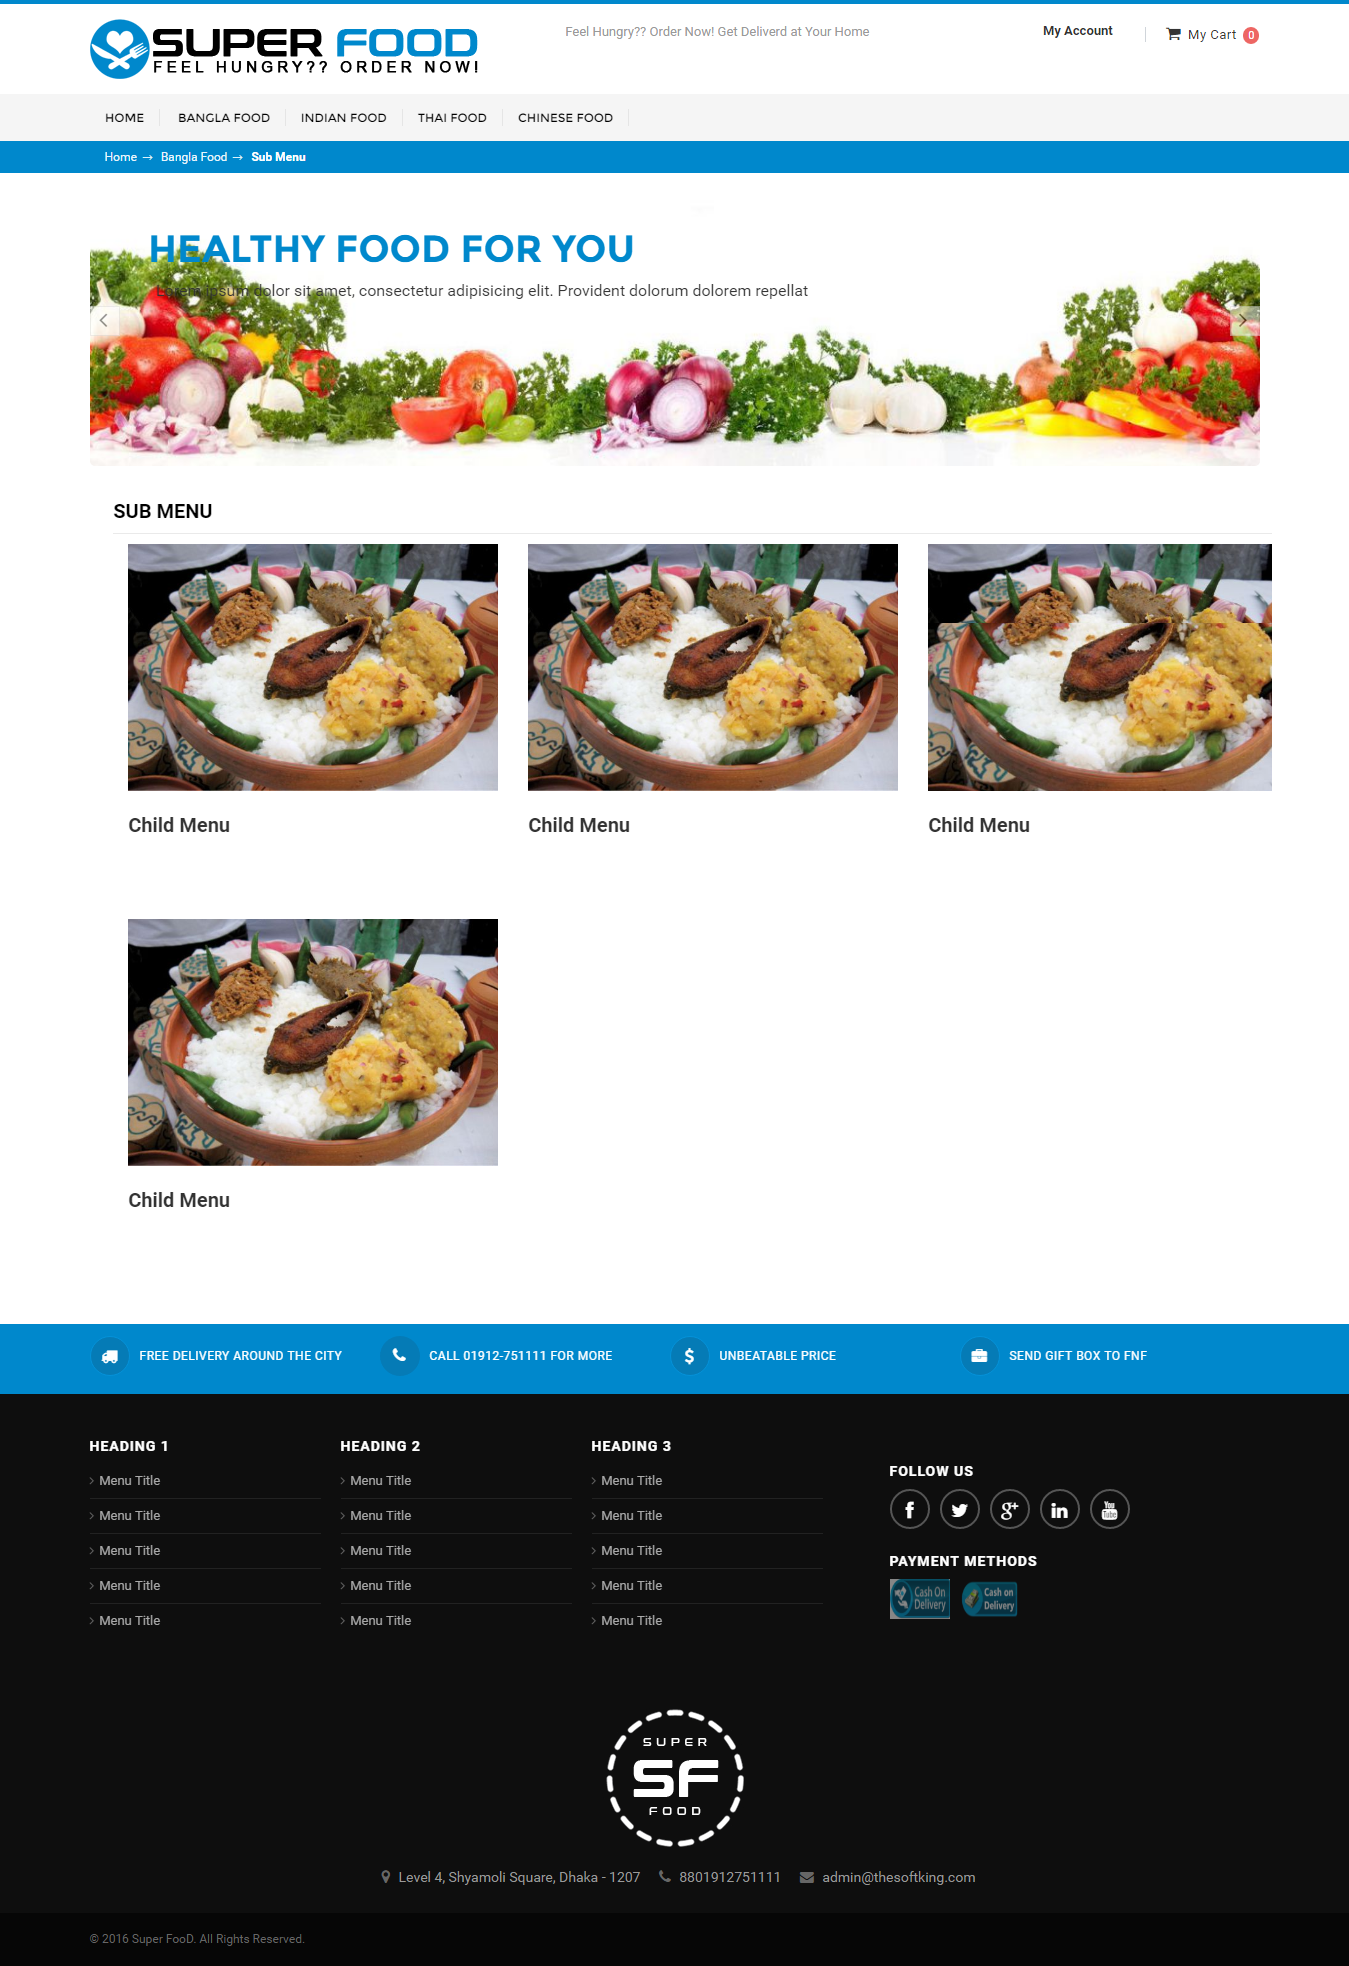 SUPER FOOD
FEEL HUNGRY?? ORDER NOW!
Feel Hungry?? Order Now! Get Deliverd at Your Home
My Account
My Cart 0
HOME
BANGLA FOOD
INDIAN FOOD
THAI FOOD
CHINESE FOOD
Home → Bangla Food → Sub Menu
HEALTHY FOOD FOR YOU
Lorem ipsum dolor sit amet, consectetur adipisicing elit. Provident dolorum dolorem repellat
SUB MENU
Child Menu
Child Menu
Child Menu
Child Menu
FREE DELIVERY AROUND THE CITY
CALL 01912-751111 FOR MORE
UNBEATABLE PRICE
SEND GIFT BOX TO FNF
HEADING 1
Menu Title
Menu Title
Menu Title
Menu Title
Menu Title
HEADING 2
Menu Title
Menu Title
Menu Title
Menu Title
Menu Title
HEADING 3
Menu Title
Menu Title
Menu Title
Menu Title
Menu Title
FOLLOW US
You
Tube
PAYMENT METHODS
Cash On
Delivery
Cash on
Delivery
SUPER
SF
FOOD
Level 4, Shyamoli Square, Dhaka - 1207
8801912751111
admin@thesoftking.com
© 2016 Super FooD. All Rights Reserved.